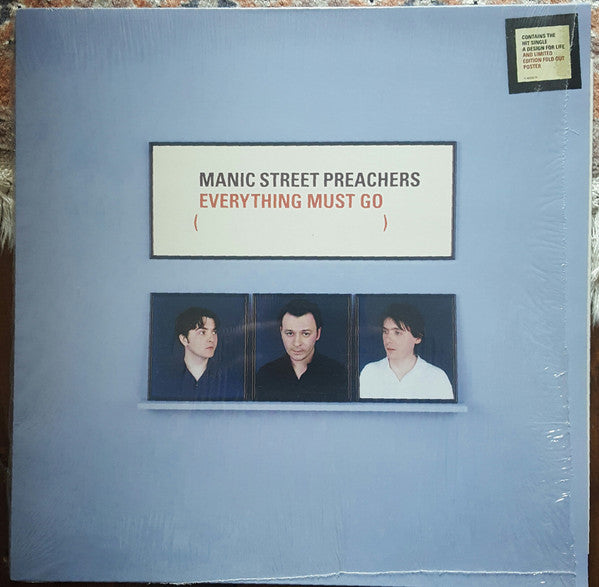 CONTAINS THE
HIT SINGLE
A DESIGN FOR LIFE
AND LIMITED
EDITION FOLD OUT
POSTER
MANIC STREET PREACHERS
EVERYTHING MUST GO
( )